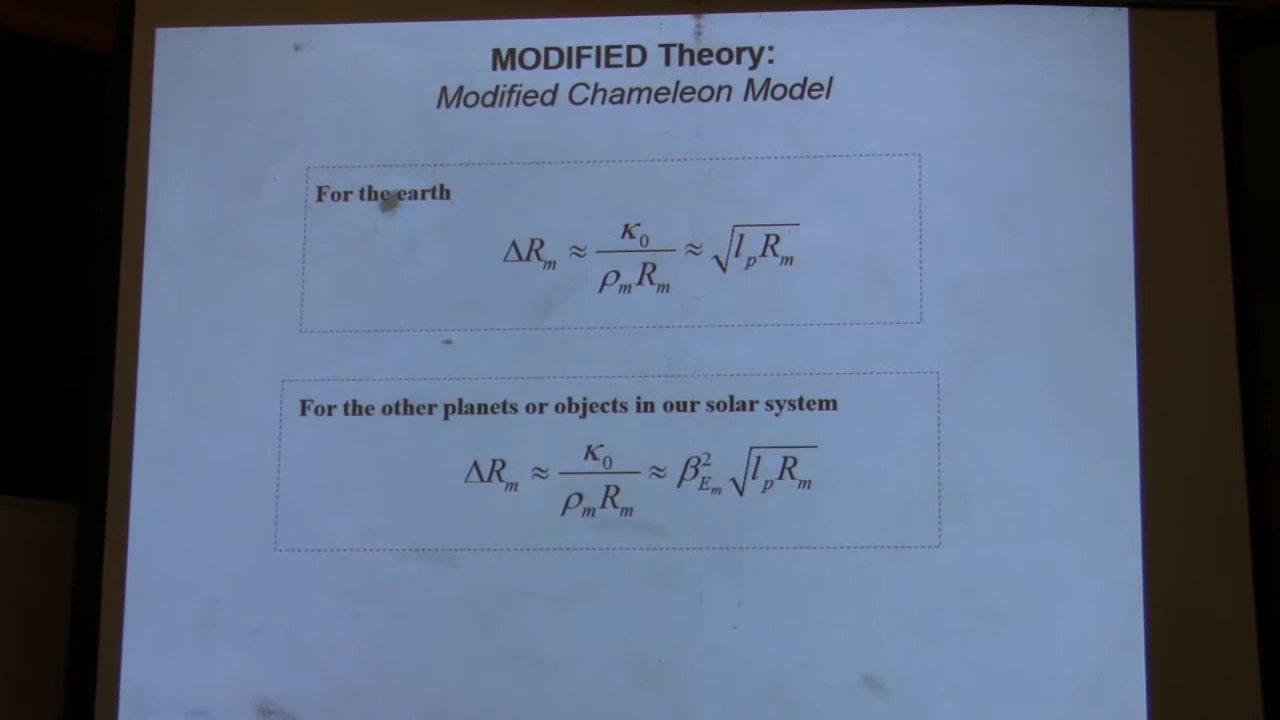 MODIFIED Theory:
Modified Chameleon Model
For the earth
ΔR_m ≈ κ_0 / (ρ_m R_m) ≈ √(l_p R_m)
For the other planets or objects in our solar system
ΔR_m ≈ κ_0 / (ρ_m R_m) ≈ β²_{E_m} √(l_p R_m)